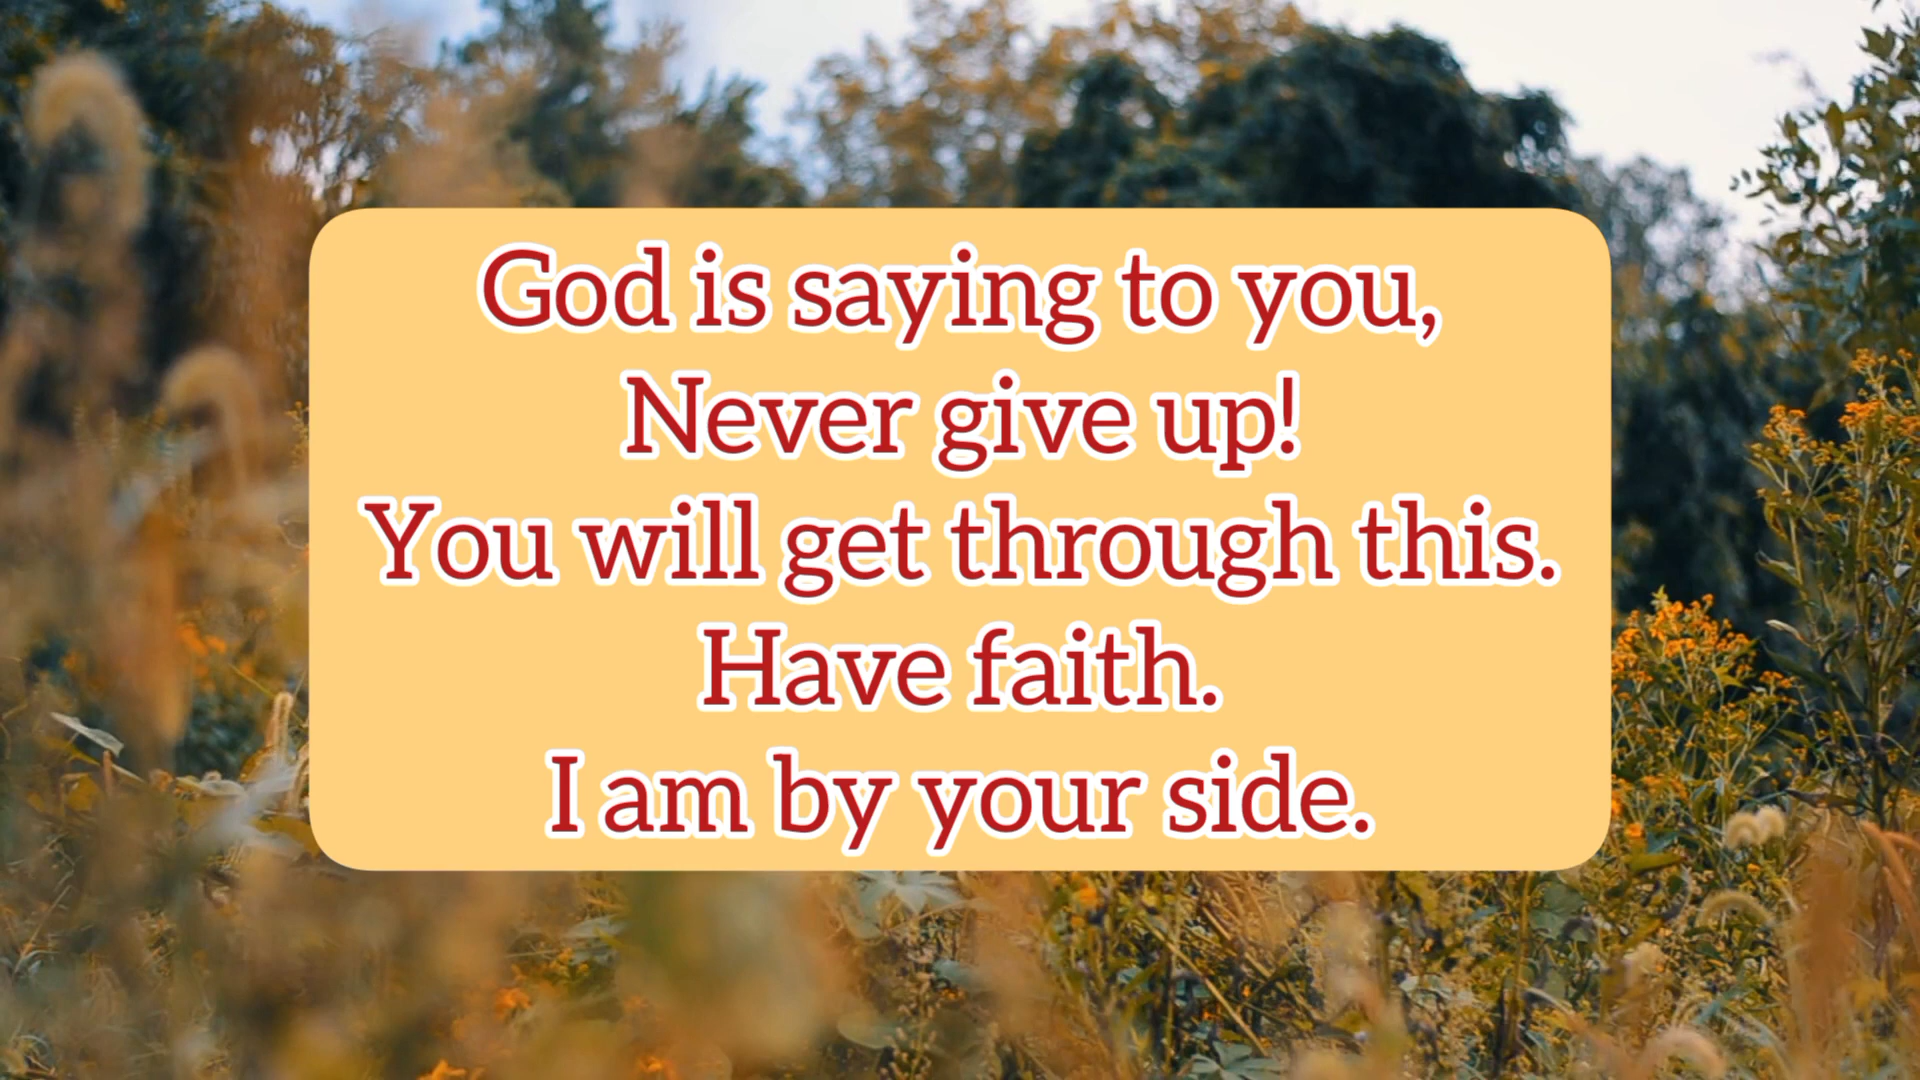 God is saying to you,
Never give up!
You will get through this.
Have faith.
I am by your side.